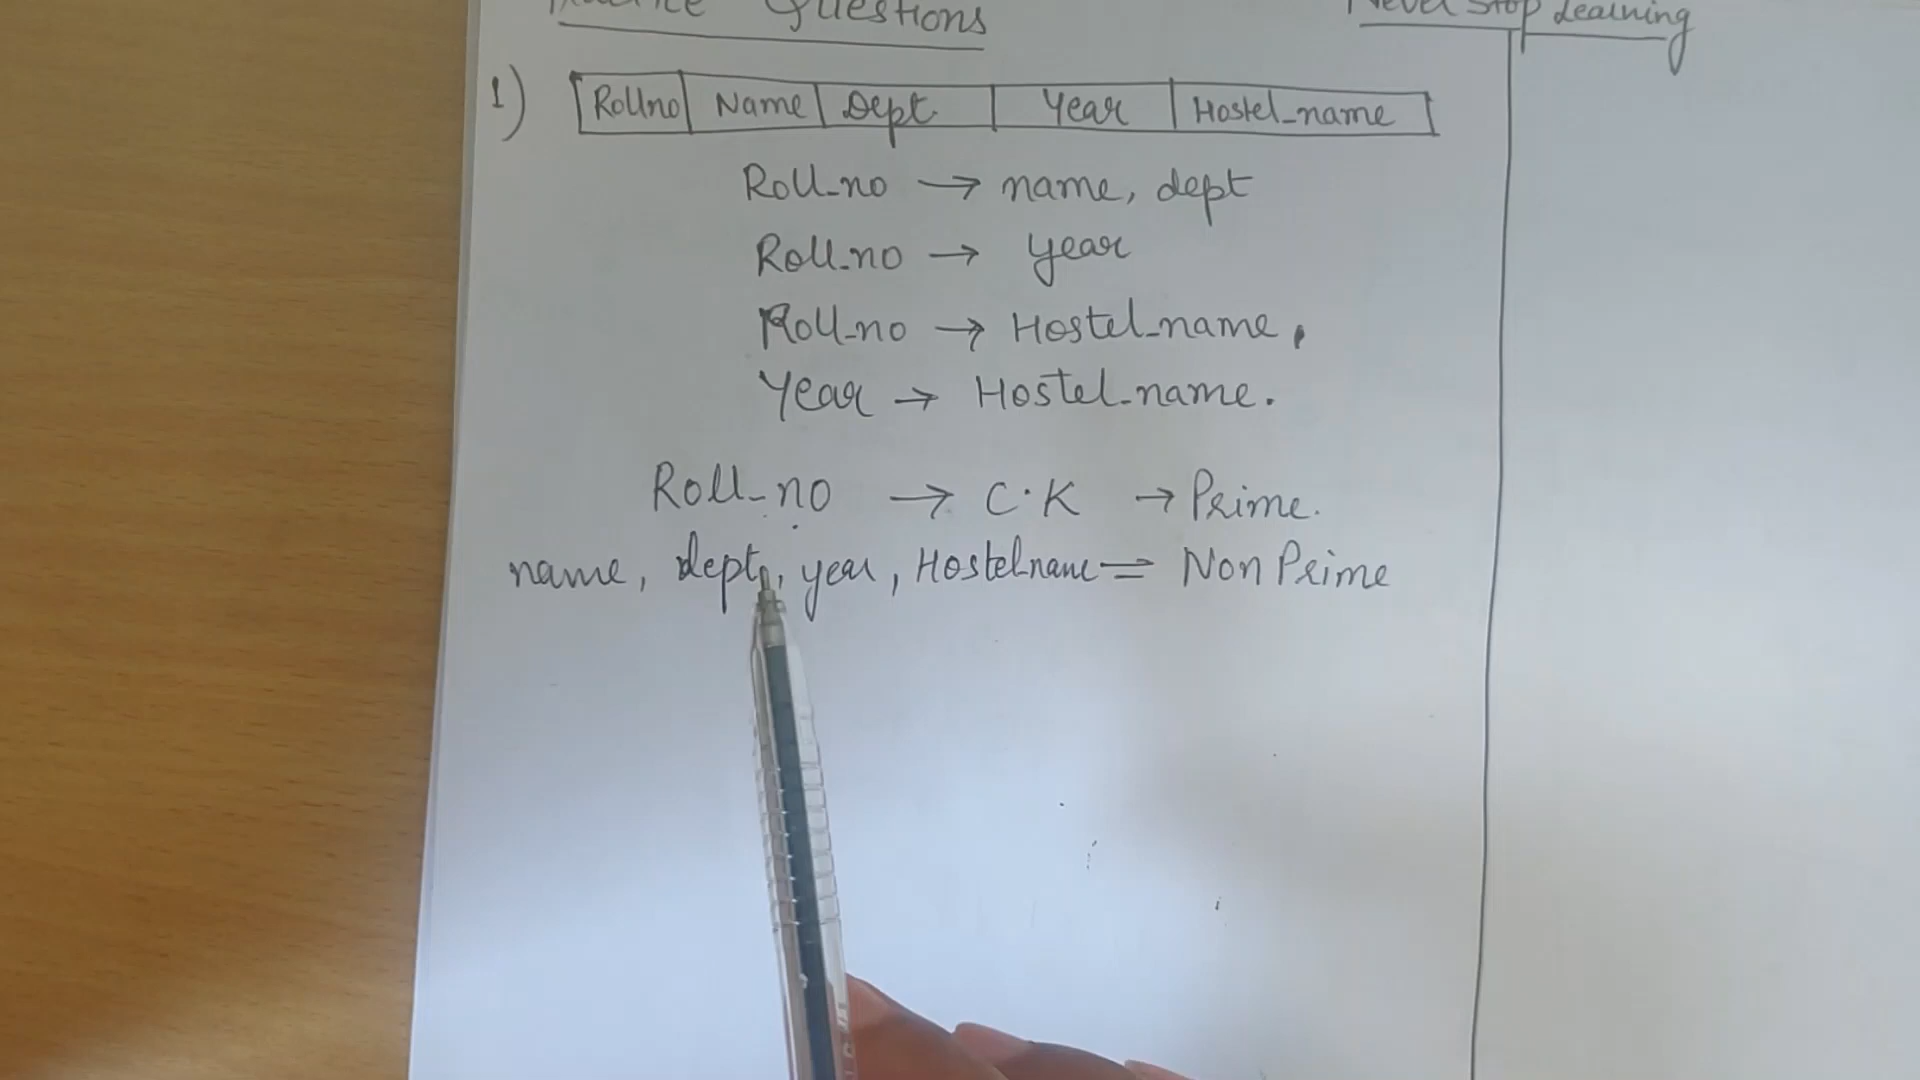 Practice Questions
Never Stop Learning
1) Rollno Name Dept Year Hostel_name
Roll_no → name, dept
Roll_no → year
Roll_no → Hostel_name.
Year → Hostel_name.
Roll_no → C.K → Prime.
name, dept, year, Hostelname = Non Prime